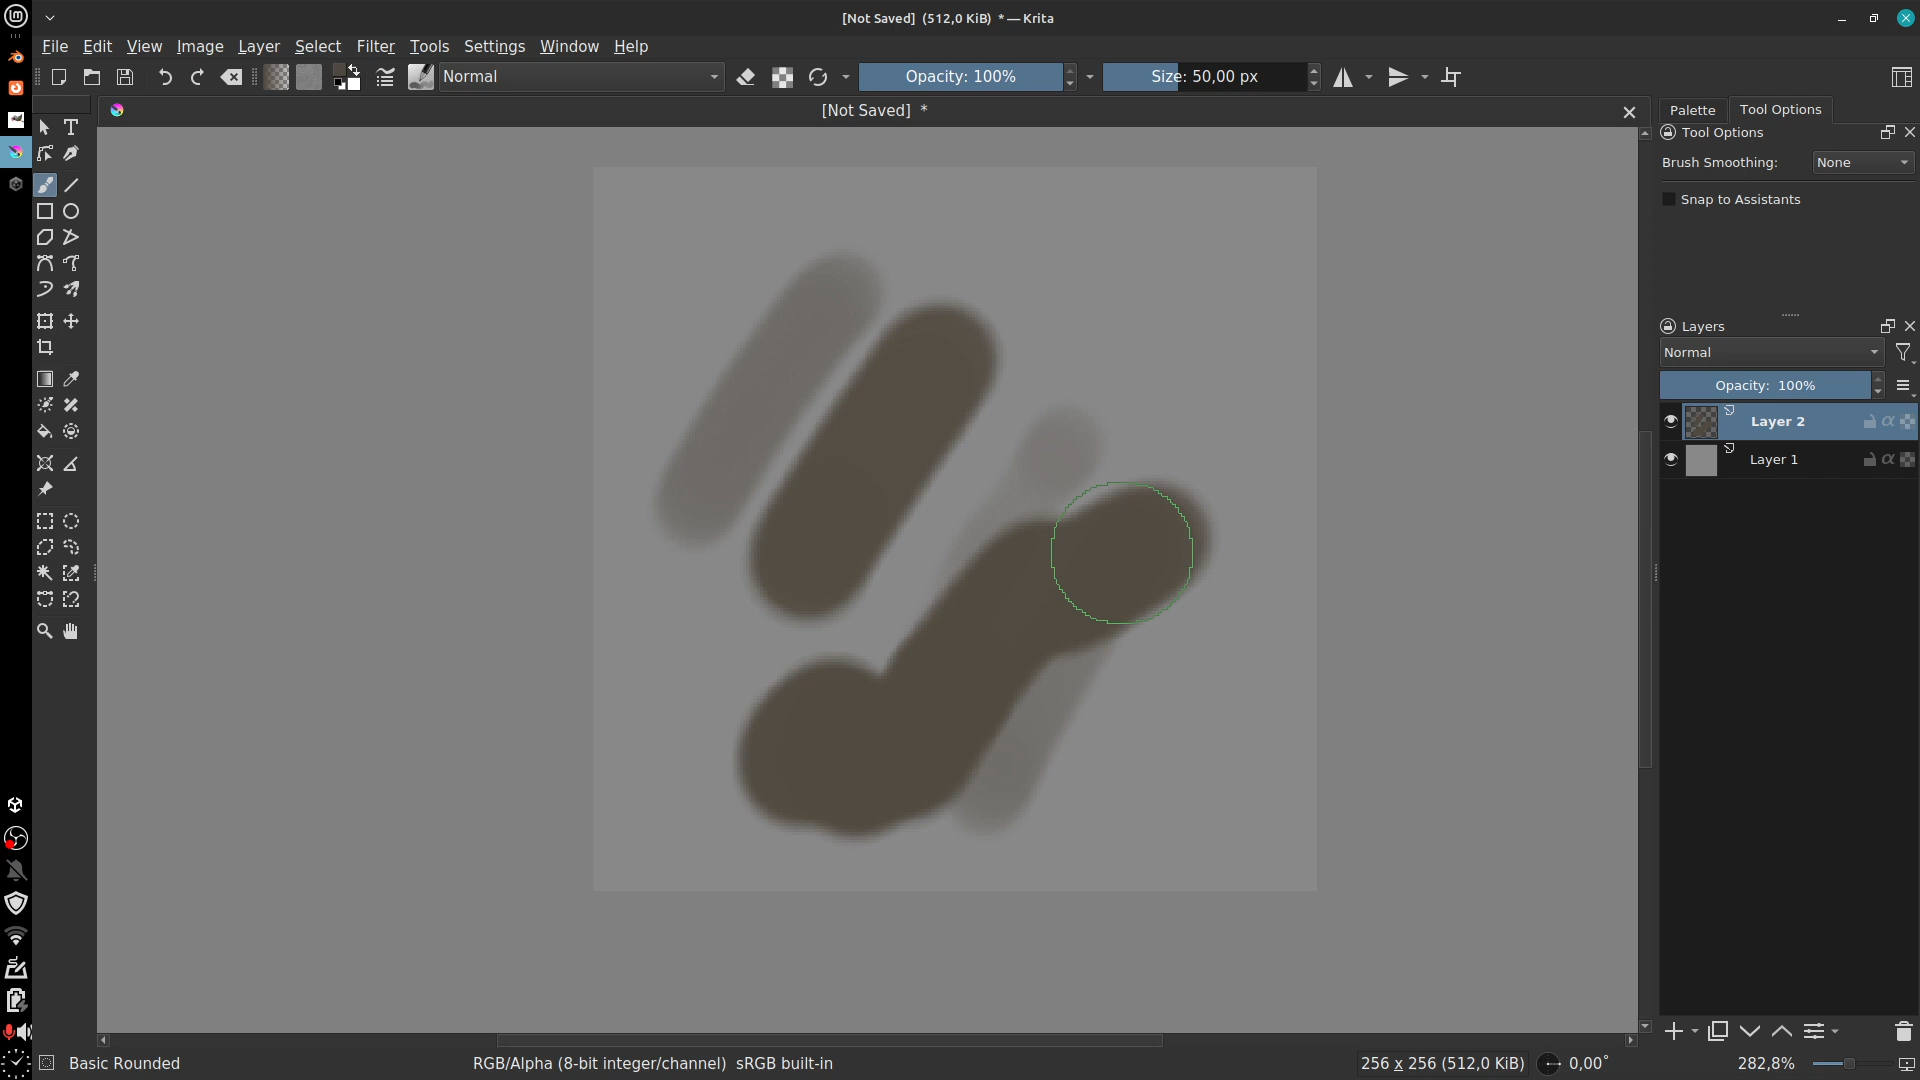 [Not Saved] (512,0 KiB) * — Krita
File Edit View Image Layer Select Filter Tools Settings Window Help
Normal
Opacity: 100%
Size: 50,00 px
[Not Saved] *
Palette
Tool Options
Tool Options
Brush Smoothing:
None
Snap to Assistants
Layers
Normal
Opacity: 100%
Layer 2
Layer 1
Basic Rounded
RGB/Alpha (8-bit integer/channel) sRGB built-in
256 x 256 (512,0 KiB)
0,00°
282,8%